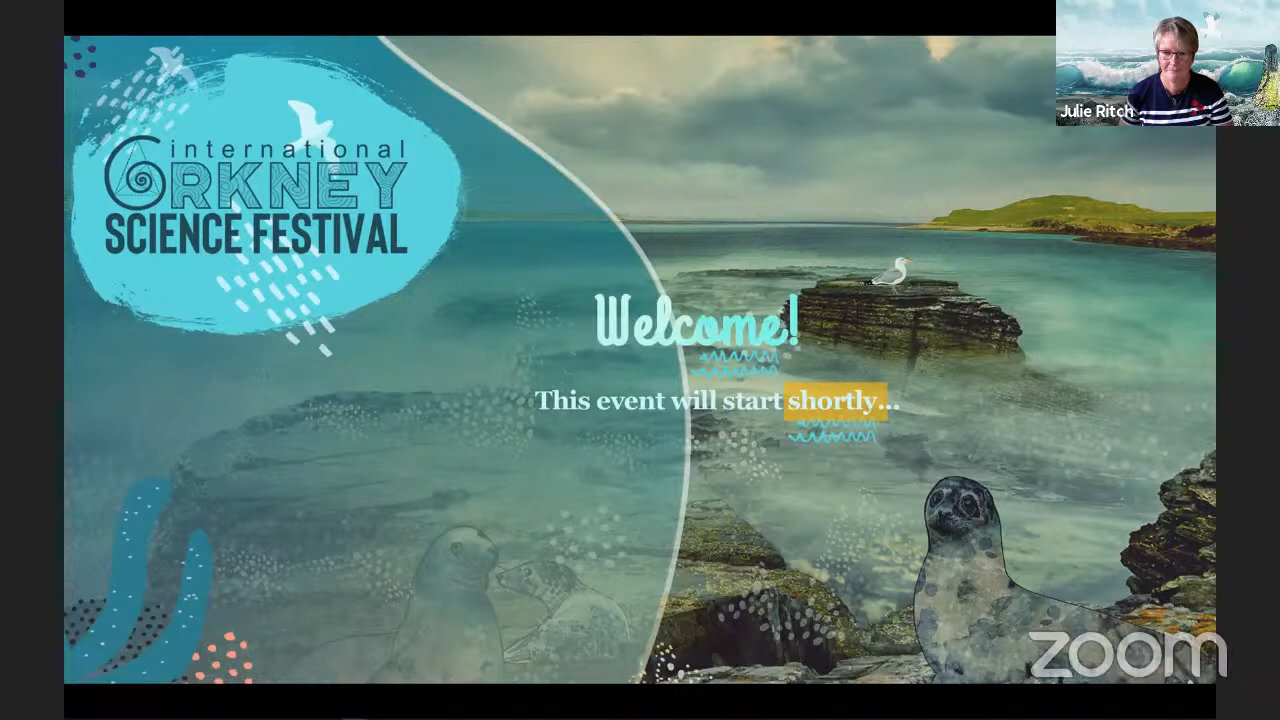 international
ORKNEY
SCIENCE FESTIVAL
Julie Ritch
Welcome!
This event will start shortly...
zoom